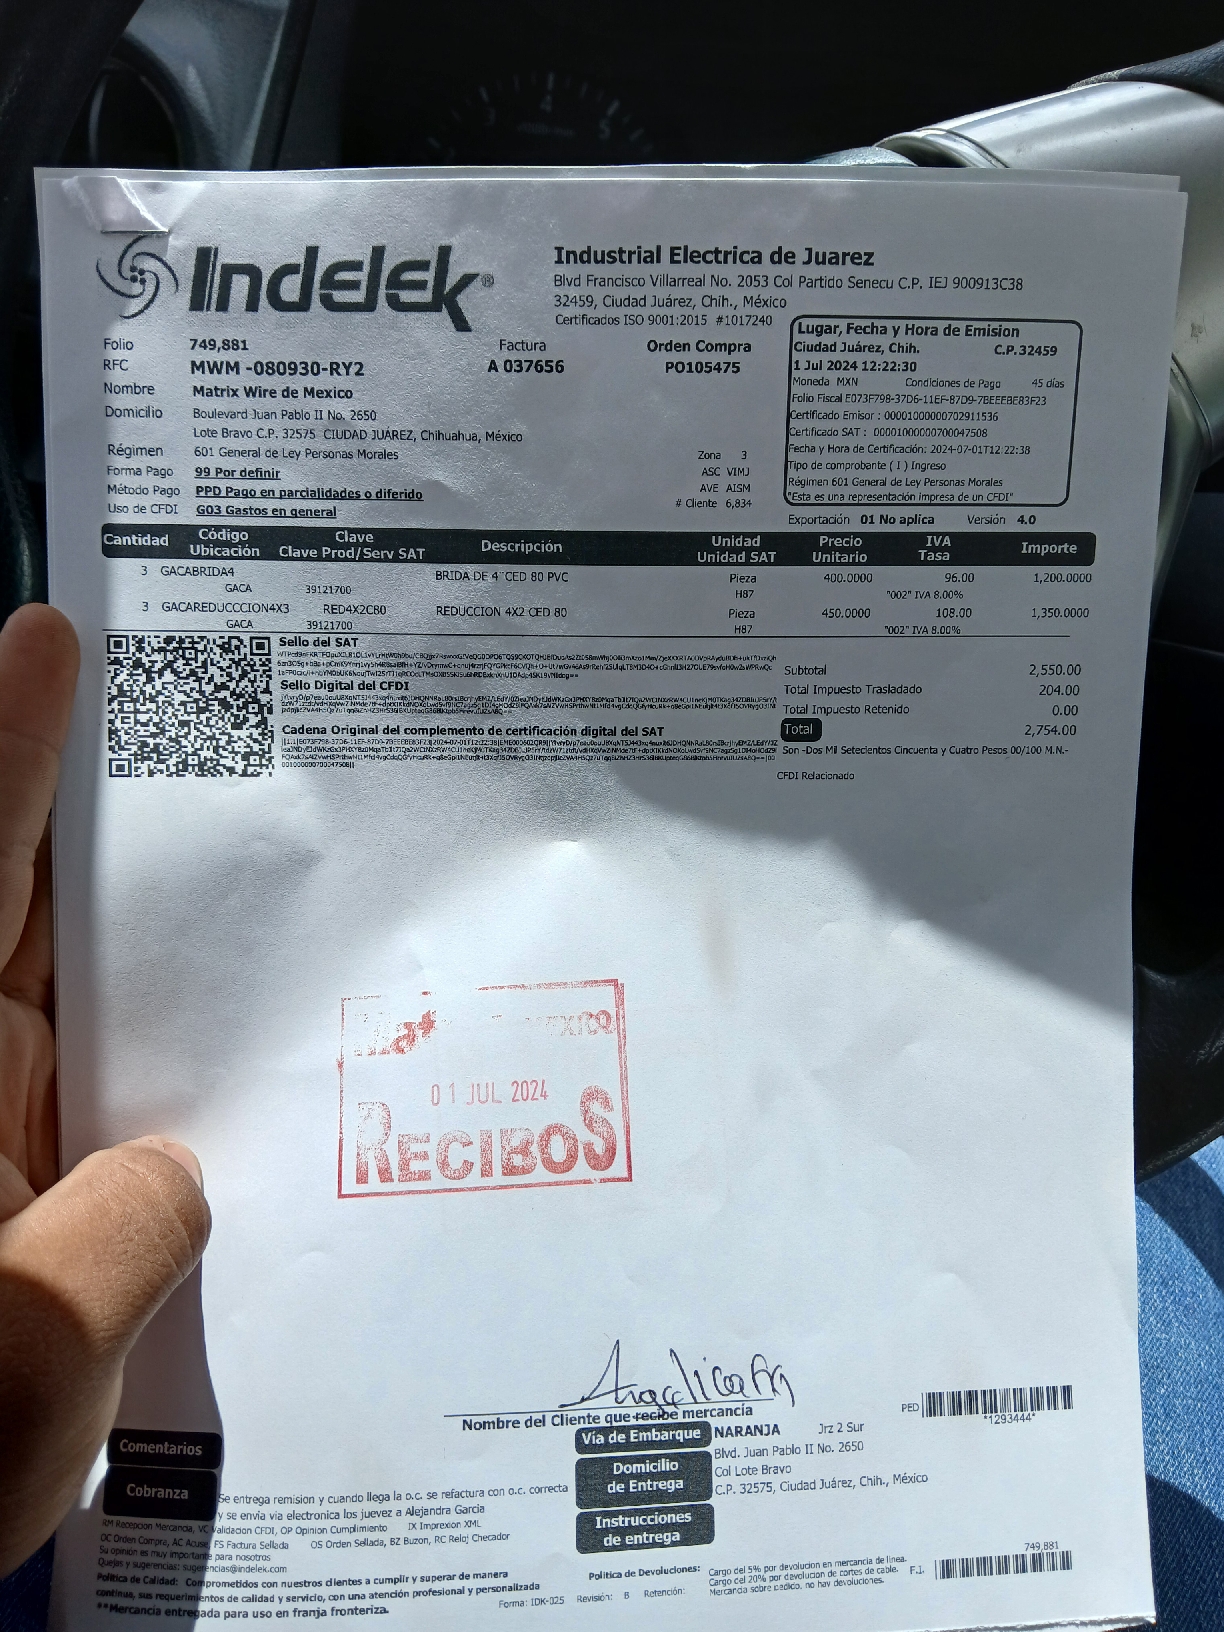 Indelek®
Industrial Electrica de Juarez
Blvd Francisco Villarreal No. 2053 Col Partido Senecu C.P. IEJ 900913C38
32459, Ciudad Juárez, Chih., México
Certificados ISO 9001:2015 #1017240
Folio 749,881 Factura Orden Compra
RFC MWM -080930-RY2 A 037656 PO105475
Nombre Matrix Wire de Mexico
Domicilio Boulevard Juan Pablo II No. 2650
Lote Bravo C.P. 32575 CIUDAD JUÁREZ, Chihuahua, México
Régimen 601 General de Ley Personas Morales
Forma Pago 99 Por definir
Método Pago PPD Pago en parcialidades o diferido
Uso de CFDI G03 Gastos en general
Zona 3
ASC VIMJ
AVE AISM
# Cliente 6,834
Lugar, Fecha y Hora de Emision
Ciudad Juárez, Chih. C.P.32459
1 Jul 2024 12:22:30
Moneda MXN Condiciones de Pago 45 días
Folio Fiscal E073F798-37D6-11EF-87D9-7BEEEBE83F23
Certificado Emisor : 00001000000702911536
Certificado SAT : 00001000000700047508
Fecha y Hora de Certificación: 2024-07-01T12:22:38
Tipo de comprobante ( I ) Ingreso
Régimen 601 General de Ley Personas Morales
"Esta es una representación impresa de un CFDI"
Exportación 01 No aplica Versión 4.0
Cantidad Código Ubicación Clave Clave Prod/Serv SAT Descripción Unidad Unidad SAT Precio Unitario IVA Tasa Importe
3 GACABRIDA4 BRIDA DE 4" CED 80 PVC Pieza 400.0000 96.00 1,200.0000
GACA 39121700 H87 "002" IVA 8.00%
3 GACAREDUCCCION4X3 RED4X2C80 REDUCCION 4X2 CED 80 Pieza 450.0000 108.00 1,350.0000
GACA 39121700 H87 "002" IVA 8.00%
Sello del SAT
Sello Digital del CFDI
Cadena Original del complemento de certificación digital del SAT
Subtotal 2,550.00
Total Impuesto Trasladado 204.00
Total Impuesto Retenido 0.00
Total 2,754.00
Son -Dos Mil Setecientos Cincuenta y Cuatro Pesos 00/100 M.N.-
CFDI Relacionado
MEXICO
01 JUL 2024
RECIBOS
Nombre del Cliente que recibe mercancía
PED *1293444*
Comentarios
Cobranza
Se entrega remision y cuando llega la o.c. se refactura con o.c. correcta
y se envia via electronica los juevez a Alejandra Garcia
Vía de Embarque NARANJA Jrz 2 Sur
Domicilio de Entrega Blvd. Juan Pablo II No. 2650
Col Lote Bravo
C.P. 32575, Ciudad Juárez, Chih., México
Instrucciones de entrega
RM Recepcion Mercancia, VC Validacion CFDI, OP Opinion Cumplimiento IX Imprexion XML
OC Orden Compra, AC Acuse, FS Factura Sellada OS Orden Sellada, BZ Buzon, RC Reloj Checador
Su opinión es muy importante para nosotros
Quejas y sugerencias: sugerencias@indelek.com
Politica de Calidad: Comprometidos con nuestros clientes a cumplir y superar de manera
continua, sus requerimientos de calidad y servicio, con una atención profesional y personalizada
**Mercancia entregada para uso en franja fronteriza.
Forma: IDK-025 Revisión: B Retención:
Politica de Devoluciones: Cargo del 5% por devolucion en mercancia de linea.
Cargo del 20% por devolucion de cortes de cable.
Mercancia sobre pedido, no hay devoluciones.
F.I. 749,881